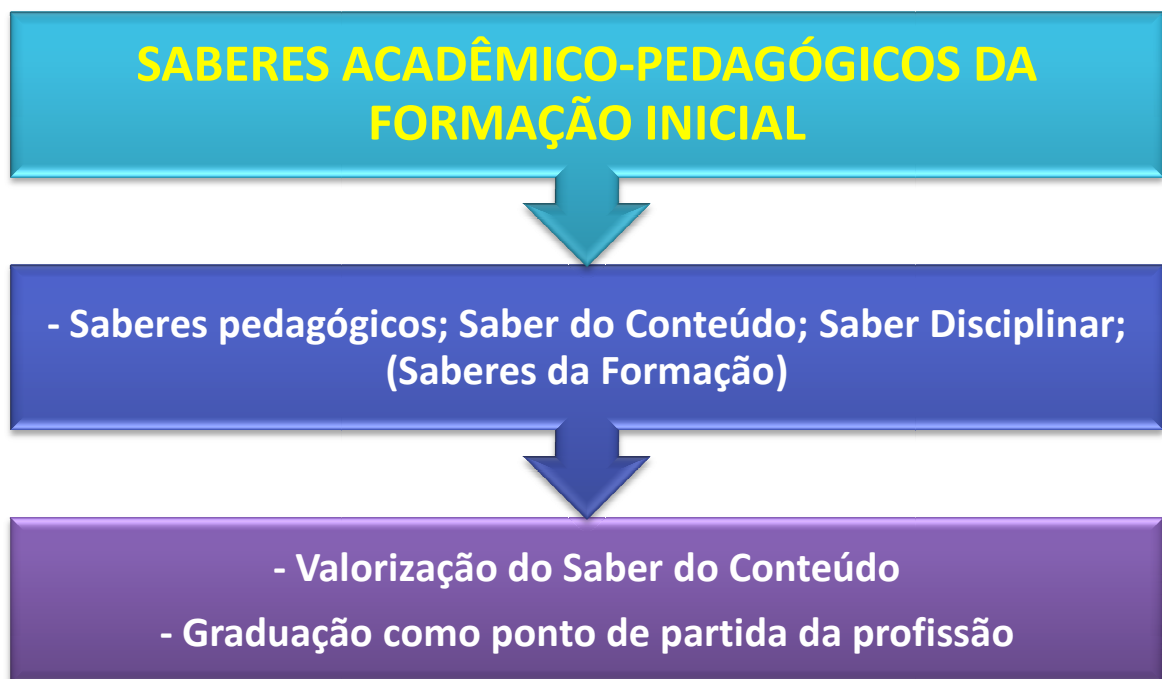 SABERES ACADÊMICO-PEDAGÓGICOS DA
FORMAÇÃO INICIAL
- Saberes pedagógicos; Saber do Conteúdo; Saber Disciplinar;
(Saberes da Formação)
- Valorização do Saber do Conteúdo
- Graduação como ponto de partida da profissão